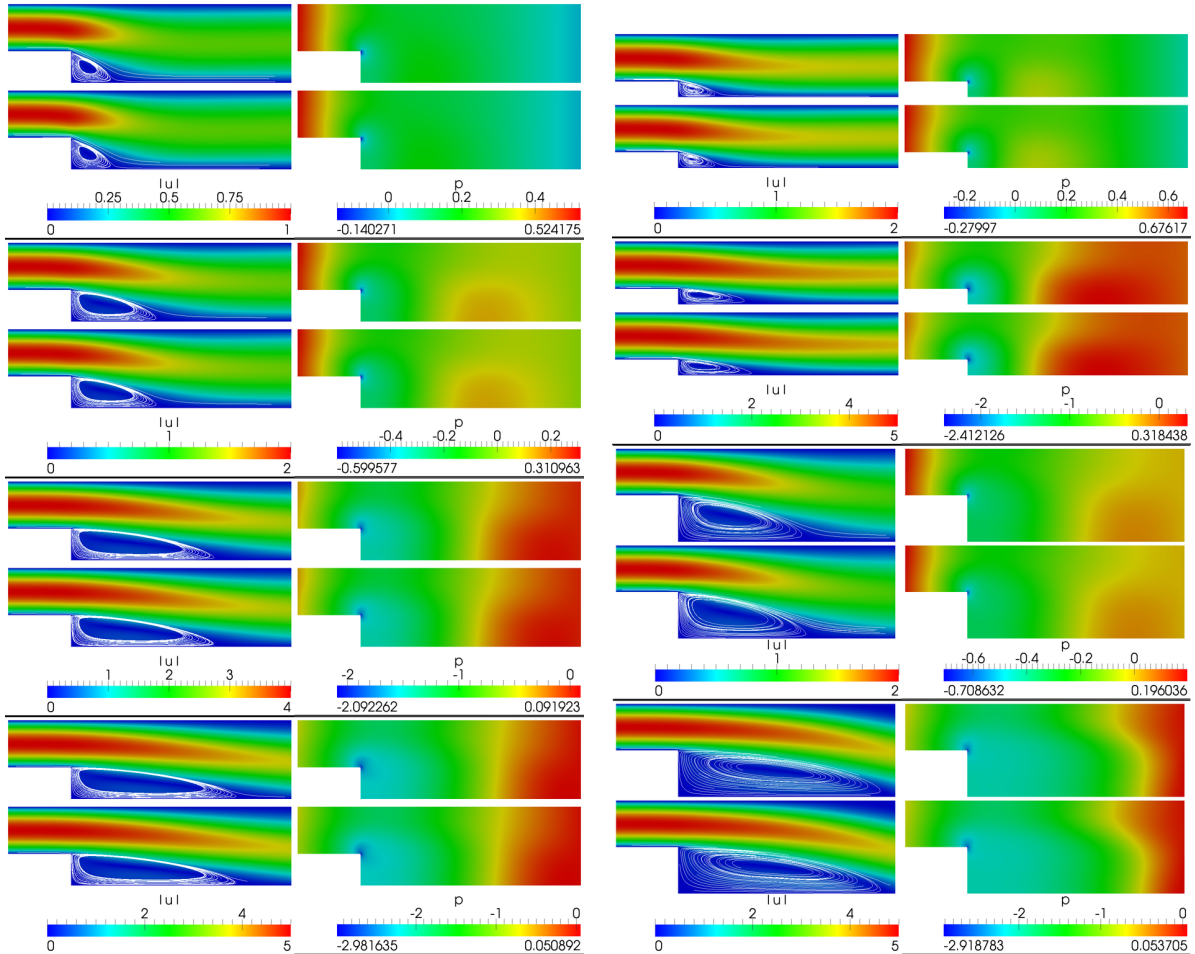 |u|
0.25 0.5 0.75
0 1
p
0 0.2 0.4
-0.140271 0.524175
|u|
1
0 2
p
-0.4 -0.2 0 0.2
-0.599577 0.310963
|u|
1 2 3
0 4
p
-2 -1 0
-2.092262 0.091923
|u|
2 4
0 5
p
-2 -1 0
-2.981635 0.050892
|u|
1
0 2
p
-0.2 0 0.2 0.4 0.6
-0.27997 0.67617
|u|
2 4
0 5
p
-2 -1 0
-2.412126 0.318438
|u|
1
0 2
p
-0.6 -0.4 -0.2 0
-0.708632 0.196036
|u|
2 4
0 5
p
-2 -1 0
-2.918783 0.053705